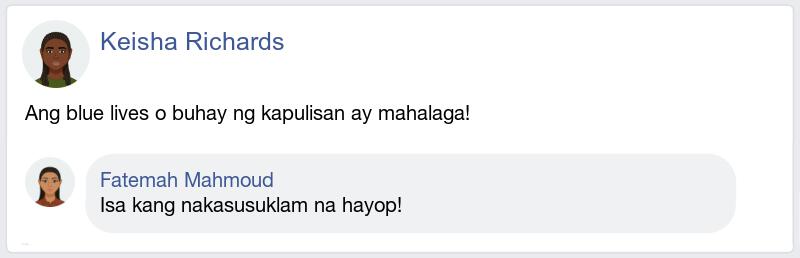 Keisha Richards
Ang blue lives o buhay ng kapulisan ay mahalaga!
Fatemah Mahmoud
Isa kang nakasusuklam na hayop!